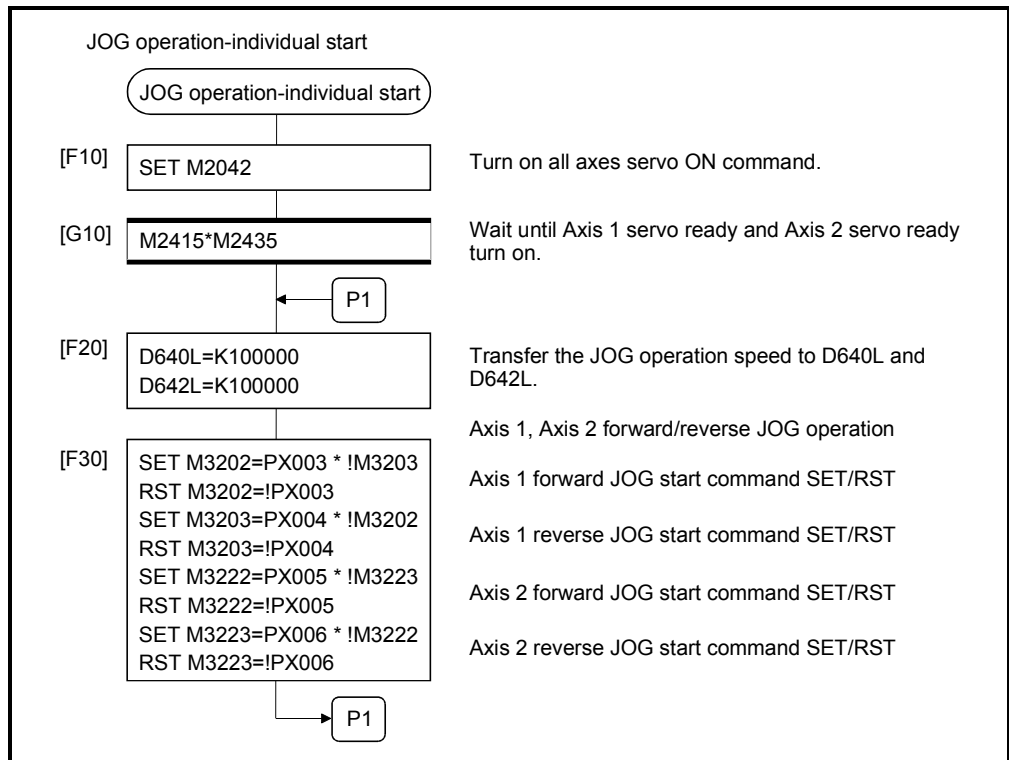 JOG operation-individual start
JOG operation-individual start
[F10]
SET M2042
Turn on all axes servo ON command.
[G10]
M2415*M2435
Wait until Axis 1 servo ready and Axis 2 servo ready
turn on.
P1
[F20]
D640L=K100000
D642L=K100000
Transfer the JOG operation speed to D640L and
D642L.
Axis 1, Axis 2 forward/reverse JOG operation
[F30]
SET M3202=PX003 * !M3203
RST M3202=!PX003
Axis 1 forward JOG start command SET/RST
SET M3203=PX004 * !M3202
RST M3203=!PX004
Axis 1 reverse JOG start command SET/RST
SET M3222=PX005 * !M3223
RST M3222=!PX005
Axis 2 forward JOG start command SET/RST
SET M3223=PX006 * !M3222
RST M3223=!PX006
Axis 2 reverse JOG start command SET/RST
P1